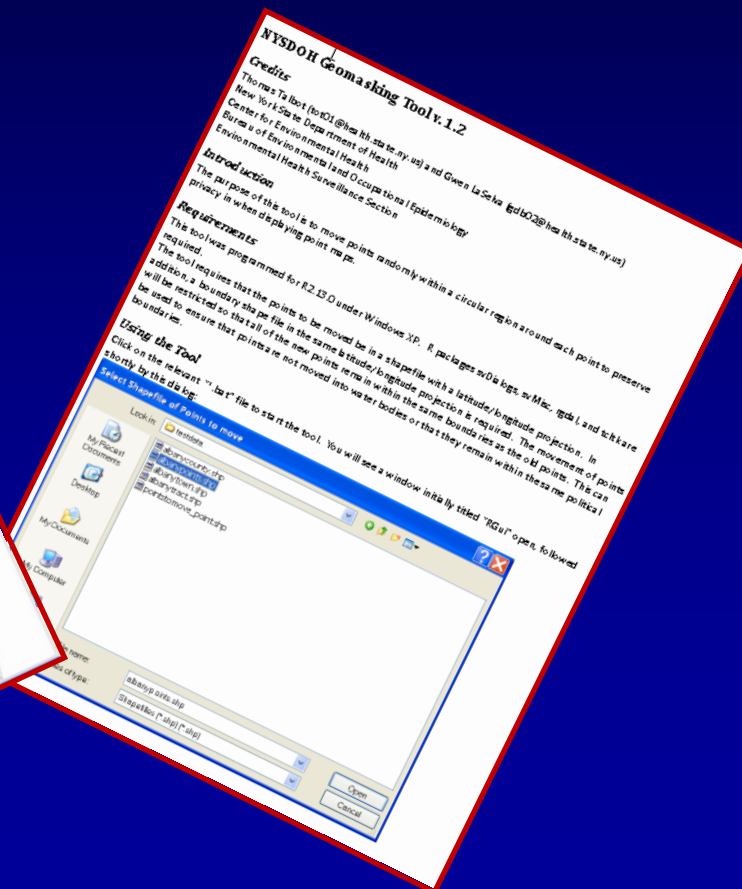 NYSDOH Geomasking Tool v.1.2
Credits
Thomas Talbot (tot01@health.state.ny.us) and Gwen LaSelva (gdb02@health.state.ny.us)
New York State Department of Health
Center for Environmental Health
Bureau of Environmental and Occupational Epidemiology
Environmental Health Surveillance Section
Introduction
The purpose of this tool is to move points randomly within a circular region around each point to preserve
privacy in when displaying point maps.
Requirements
This tool was programmed for R2.13.0 under Windows XP. R packages svDialogs, svMisc, rgdal, and tcltk are
required.
The tool requires that the points to be moved be in a shapefile with a latitude/longitude projection. In
addition, a boundary shape file in the same latitude/longitude projection is required. The movement of points
will be restricted so that all of the new points remain within the same boundaries as the old points. This can
be used to ensure that points are not moved into water bodies or that they remain within the same political
boundaries.
Using the Tool
Click on the relevant "*.bat" file to start the tool. You will see a window initially titled "RGui" open, followed
shortly by this dialog:
Select Shapefile of Points to move
Look in: testdata
My Recent
Documents
Desktop
My Documents
My Computer
albanycounty.shp
albanypoints.shp
albanytown.shp
albanytract.shp
pointstomove_point.shp
name: albanypoints.shp
of type: Shapefiles (*.shp) (*.shp)
Open
Cancel